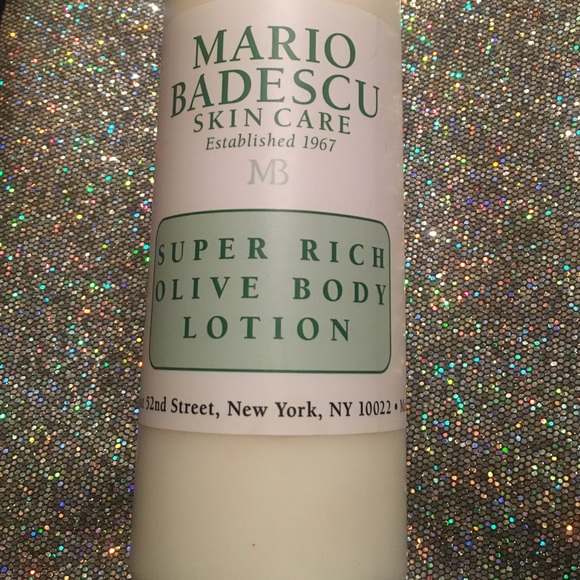 MARIO
BADESCU
SKIN CARE
Established 1967
MB
SUPER RICH
OLIVE BODY
LOTION
52nd Street, New York, NY 10022 •